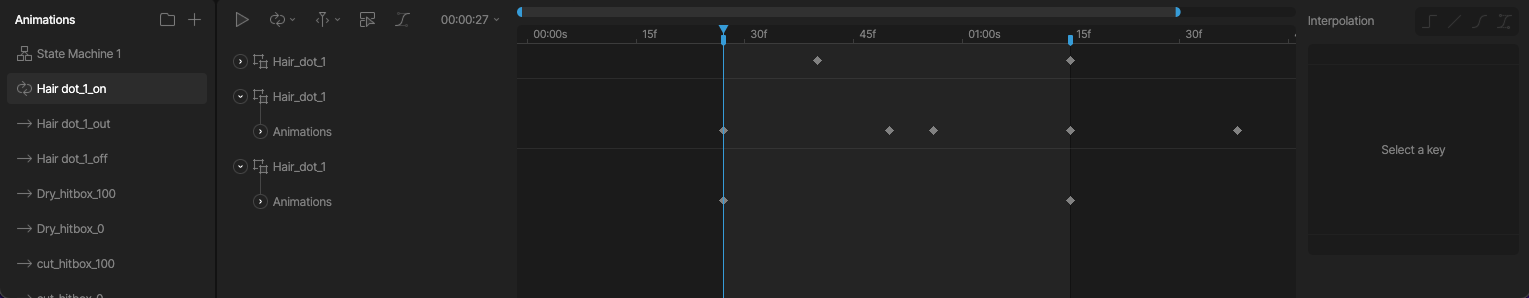 Animations
State Machine 1
Hair dot_1_on
Hair dot_1_out
Hair dot_1_off
Dry_hitbox_100
Dry_hitbox_0
cut_hitbox_100
cut_hitbox_0
00:00:27
Hair_dot_1
Hair_dot_1
Animations
Hair_dot_1
Animations
00:00s 15f 30f 45f 01:00s 15f 30f
Interpolation
Select a key